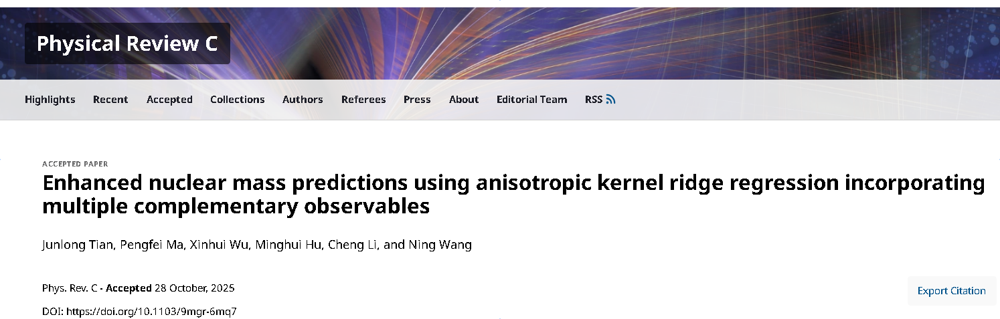 Physical Review C
Highlights Recent Accepted Collections Authors Referees Press About Editorial Team RSS
ACCEPTED PAPER
Enhanced nuclear mass predictions using anisotropic kernel ridge regression incorporating
multiple complementary observables
Junlong Tian, Pengfei Ma, Xinhui Wu, Minghui Hu, Cheng Li, and Ning Wang
Phys. Rev. C - Accepted 28 October, 2025
Export Citation
DOI: https://doi.org/10.1103/9mgr-6mq7